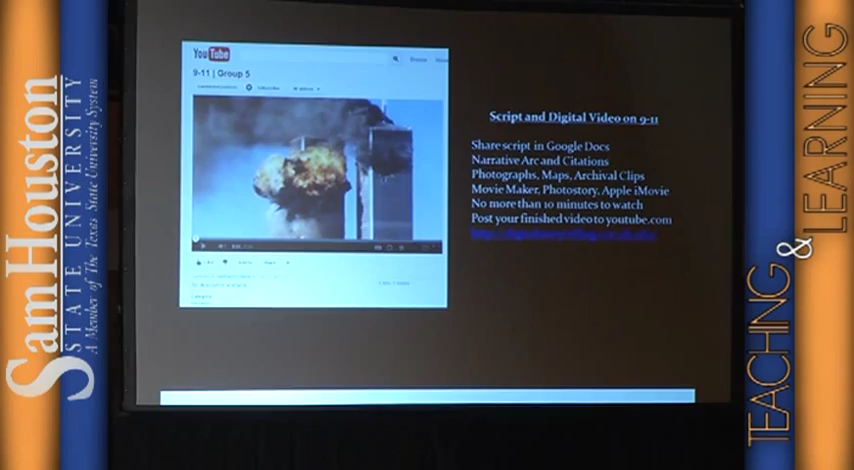 Sam Houston
STATE UNIVERSITY
A Member of The Texas State University System
YouTube
9-11 | Group 5
Script and Digital Video on 9-11
Share script in Google Docs
Narrative Arc and Citations
Photographs, Maps, Archival Clips
Movie Maker, Photostory, Apple iMovie
No more than 10 minutes to watch
Post your finished video to youtube.com
TEACHING
&
LEARNING